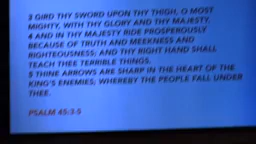 3 GIRD THY SWORD UPON THY THIGH, O MOST
MIGHTY, WITH THY GLORY AND THY MAJESTY.
4 AND IN THY MAJESTY RIDE PROSPEROUSLY
BECAUSE OF TRUTH AND MEEKNESS AND
RIGHTEOUSNESS; AND THY RIGHT HAND SHALL
TEACH THEE TERRIBLE THINGS.
5 THINE ARROWS ARE SHARP IN THE HEART OF THE
KING'S ENEMIES; WHEREBY THE PEOPLE FALL UNDER
THEE.
PSALM 45:3-5